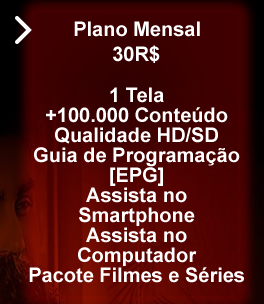 Plano Mensal
30R$
1 Tela
+100.000 Conteúdo
Qualidade HD/SD
Guia de Programação
[EPG]
Assista no
Smartphone
Assista no
Computador
Pacote Filmes e Séries